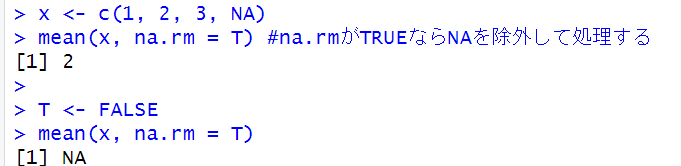 > x <- c(1, 2, 3, NA)
> mean(x, na.rm = T) #na.rmがTRUEならNAを除外して処理する
[1] 2
>
> T <- FALSE
> mean(x, na.rm = T)
[1] NA